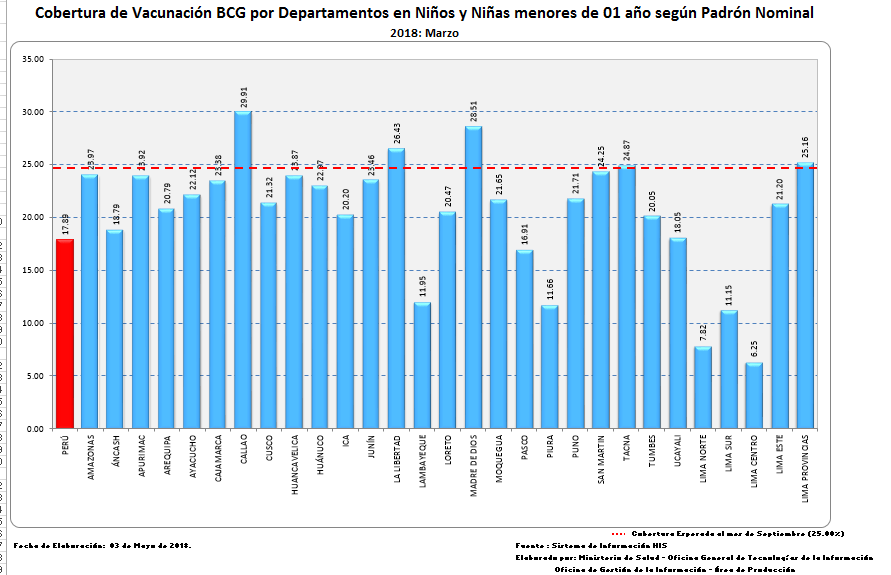 Cobertura de Vacunación BCG por Departamentos en Niños y Niñas menores de 01 año según Padrón Nominal
2018: Marzo
35.00
30.00
25.00
20.00
15.00
10.00
5.00
0.00
17.89
23.97
18.79
23.92
20.79
22.12
23.38
29.91
21.32
23.87
22.97
20.20
23.46
26.43
11.95
20.47
28.51
21.65
16.91
11.66
21.71
24.25
24.87
20.05
18.05
7.82
11.15
6.25
21.20
25.16
PERÚ
AMAZONAS
ÁNCASH
APURIMAC
AREQUIPA
AYACUCHO
CAJAMARCA
CALLAO
CUSCO
HUANCAVELICA
HUÁNUCO
ICA
JUNÍN
LA LIBERTAD
LAMBAYEQUE
LORETO
MADRE DE DIOS
MOQUEGUA
PASCO
PIURA
PUNO
SAN MARTIN
TACNA
TUMBES
UCAYALI
LIMA NORTE
LIMA SUR
LIMA CENTRO
LIMA ESTE
LIMA PROVINCIAS
Cobertura Esperada al mes de Septiembre (25.00%)
Fecha de Elaboración: 03 de Mayo de 2018.
Fuente : Sistema de Información HIS
Elaborado por: Ministerio de Salud - Oficina General de Tecnologías de la Información
Oficina de Gestión de la Información - Área de Producción